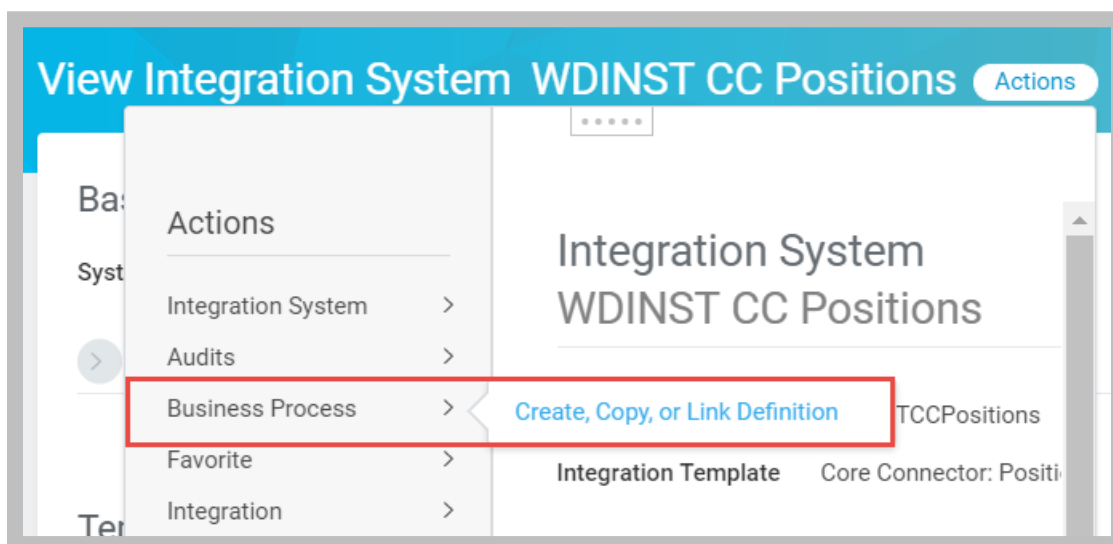 View Integration System WDINST CC Positions Actions
Actions
Integration System
WDINST CC Positions
Integration System
Audits
Business Process
Create, Copy, or Link Definition
TCCPositions
Favorite
Integration Template Core Connector:
Integration